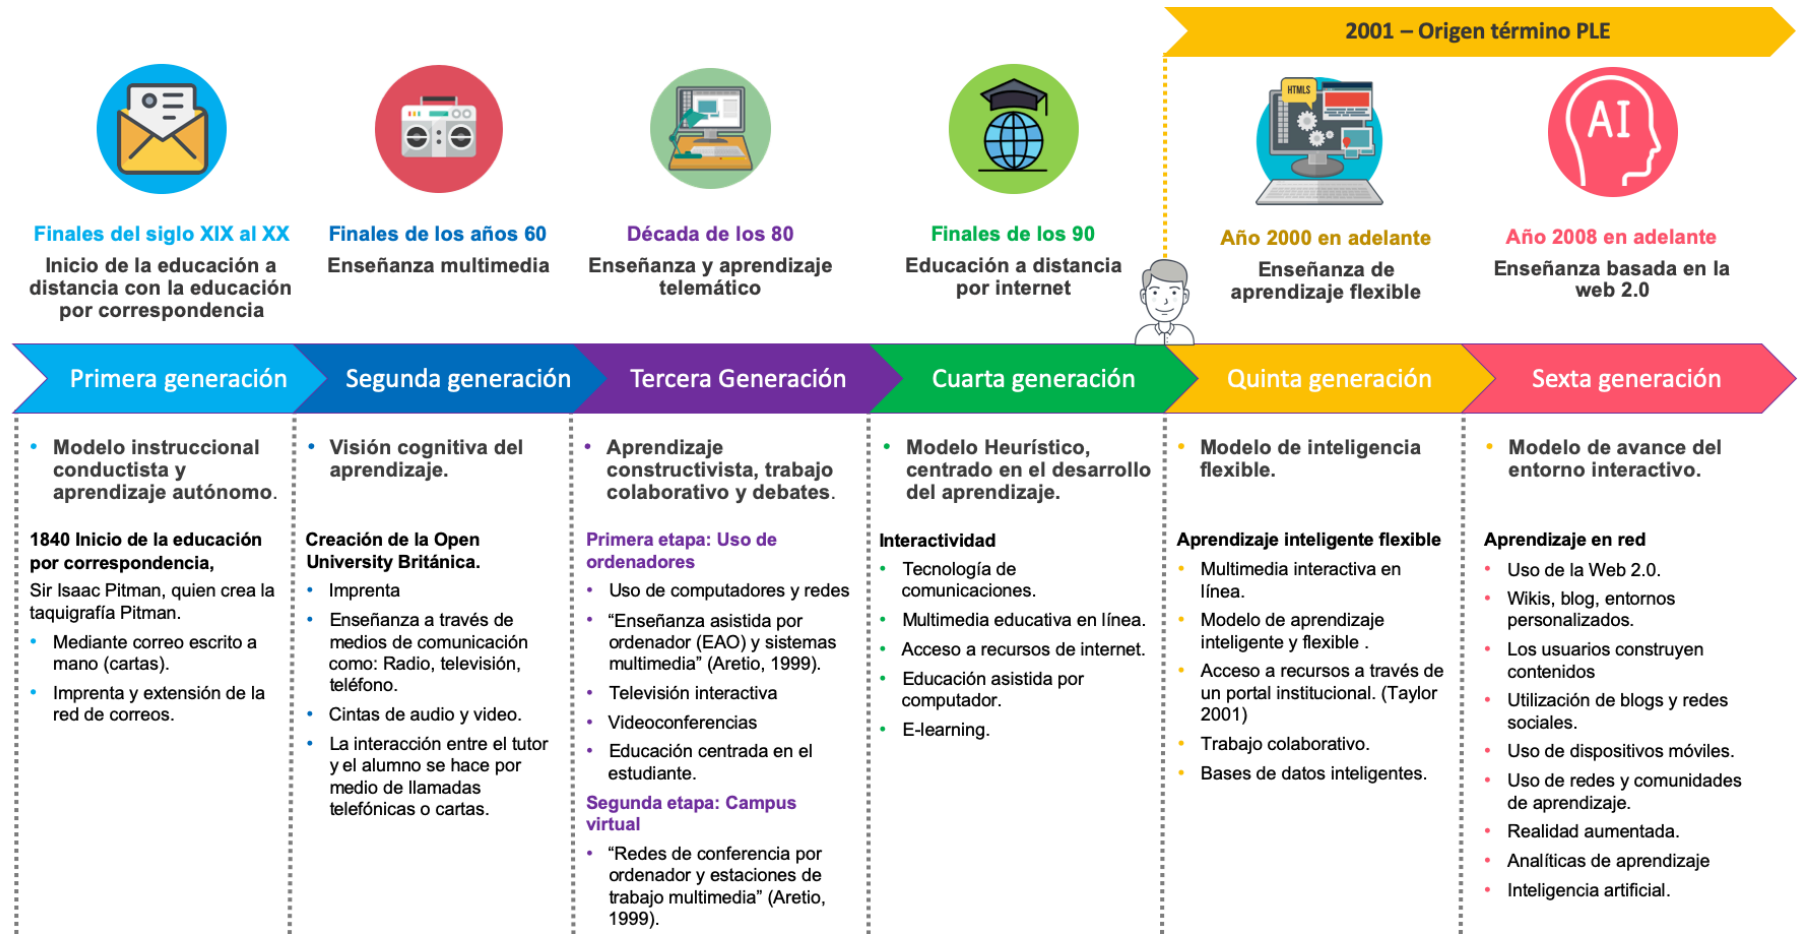 2001 – Origen término PLE
HTML5
AI
Finales del siglo XIX al XX
Inicio de la educación a
distancia con la educación
por correspondencia
Finales de los años 60
Enseñanza multimedia
Década de los 80
Enseñanza y aprendizaje
telemático
Finales de los 90
Educación a distancia
por internet
Año 2000 en adelante
Enseñanza de
aprendizaje flexible
Año 2008 en adelante
Enseñanza basada en la
web 2.0
Primera generación
Segunda generación
Tercera Generación
Cuarta generación
Quinta generación
Sexta generación
• Modelo instruccional
conductista y
aprendizaje autónomo.
1840 Inicio de la educación
por correspondencia,
Sir Isaac Pitman, quien crea la
taquigrafía Pitman.
• Mediante correo escrito a
mano (cartas).
• Imprenta y extensión de la
red de correos.
• Visión cognitiva del
aprendizaje.
Creación de la Open
University Británica.
• Imprenta
• Enseñanza a través de
medios de comunicación
como: Radio, televisión,
teléfono.
• Cintas de audio y video.
• La interacción entre el tutor
y el alumno se hace por
medio de llamadas
telefónicas o cartas.
• Aprendizaje
constructivista, trabajo
colaborativo y debates.
Primera etapa: Uso de
ordenadores
• Uso de computadores y redes
• “Enseñanza asistida por
ordenador (EAO) y sistemas
multimedia” (Aretio, 1999).
• Televisión interactiva
• Videoconferencias
• Educación centrada en el
estudiante.
Segunda etapa: Campus
virtual
• “Redes de conferencia por
ordenador y estaciones de
trabajo multimedia” (Aretio,
1999).
• Modelo Heurístico,
centrado en el desarrollo
del aprendizaje.
Interactividad
• Tecnología de
comunicaciones.
• Multimedia educativa en línea.
• Acceso a recursos de internet.
• Educación asistida por
computador.
• E-learning.
• Modelo de inteligencia
flexible.
Aprendizaje inteligente flexible
• Multimedia interactiva en
línea.
• Modelo de aprendizaje
inteligente y flexible .
• Acceso a recursos a través de
un portal institucional. (Taylor
2001)
• Trabajo colaborativo.
• Bases de datos inteligentes.
• Modelo de avance del
entorno interactivo.
Aprendizaje en red
• Uso de la Web 2.0.
• Wikis, blog, entornos
personalizados.
• Los usuarios construyen
contenidos
• Utilización de blogs y redes
sociales.
• Uso de dispositivos móviles.
• Uso de redes y comunidades
de aprendizaje.
• Realidad aumentada.
• Analíticas de aprendizaje
• Inteligencia artificial.